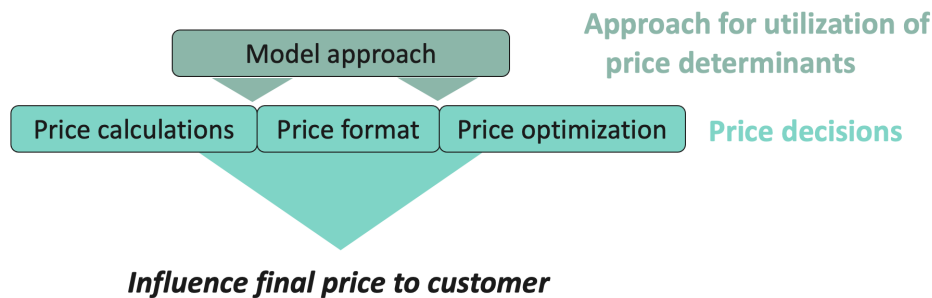 Approach for utilization of
price determinants
Model approach
Price calculations
Price format
Price optimization
Price decisions
Influence final price to customer